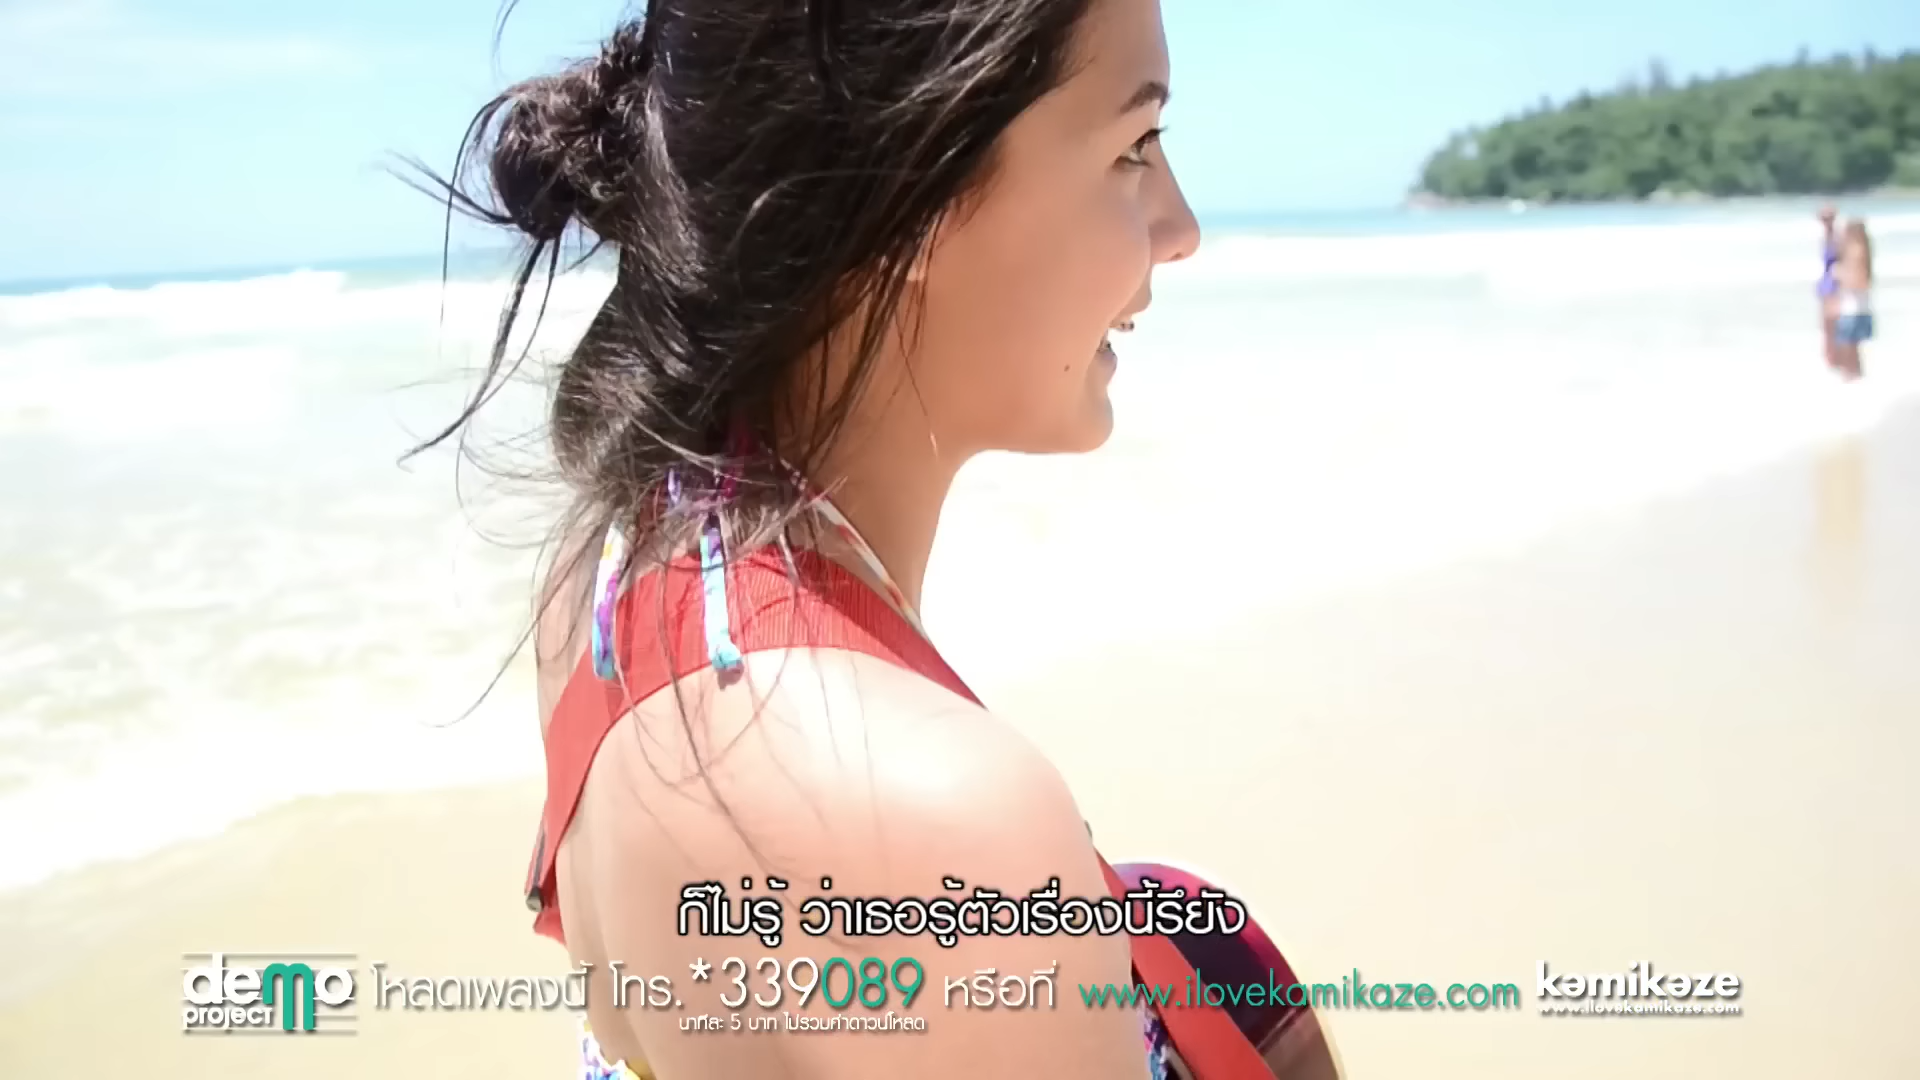 ก็ไม่รู้ ว่าเธอรู้ตัวเรื่องนี้รึยัง
demo project โหลดเพลงนี้ โทร.*339089 หรือที่ www.ilovekamikaze.com kamikaze
นาทีละ 5 บาท ไม่รวมค่าดาวน์โหลด
www.ilovekamikaze.com